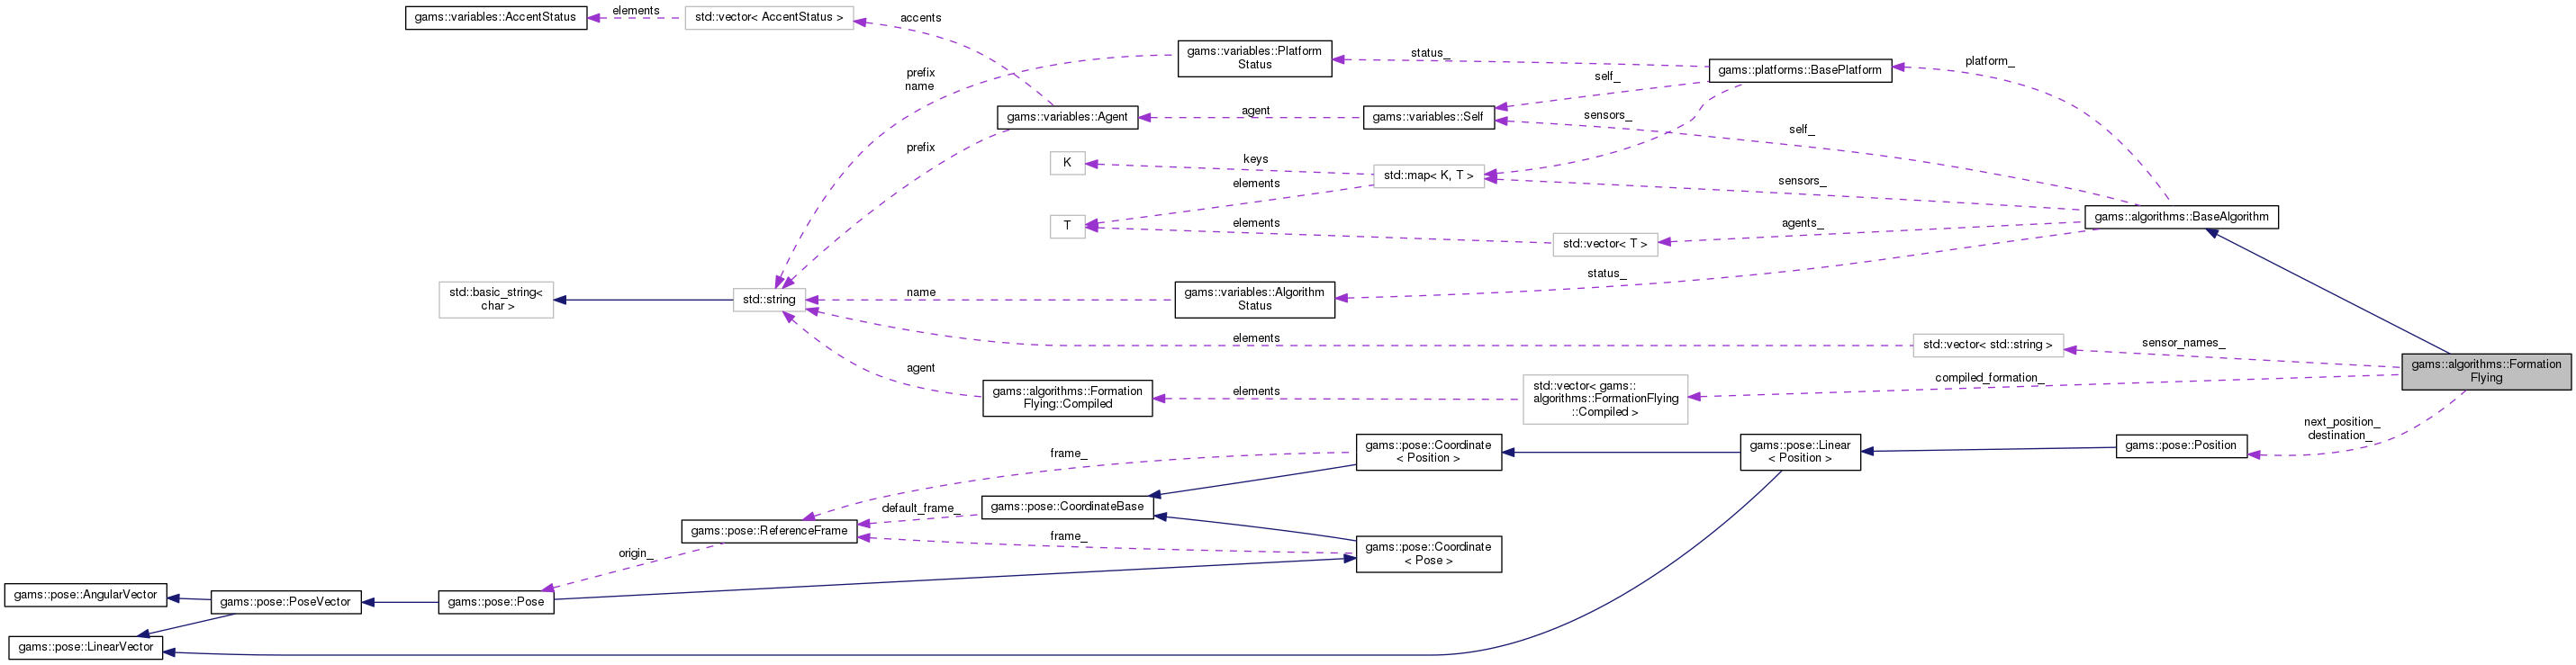 gams::variables::AccentStatus
elements
std::vector< AccentStatus >
accents
gams::variables::Platform
Status
status_
gams::platforms::BasePlatform
platform_
prefix
name
self_
gams::variables::Agent
agent
gams::variables::Self
sensors_
self_
prefix
K
keys
std::map< K, T >
elements
sensors_
T
elements
std::vector< T >
agents_
gams::algorithms::BaseAlgorithm
status_
std::basic_string<
char >
std::string
name
gams::variables::Algorithm
Status
elements
std::vector< std::string >
sensor_names_
gams::algorithms::Formation
Flying
agent
gams::algorithms::Formation
Flying::Compiled
elements
std::vector< gams::
algorithms::FormationFlying
::Compiled >
compiled_formation_
next_position_
destination_
frame_
gams::pose::Coordinate
< Position >
gams::pose::Linear
< Position >
gams::pose::Position
default_frame_
gams::pose::CoordinateBase
gams::pose::ReferenceFrame
frame_
gams::pose::Coordinate
< Pose >
origin_
gams::pose::AngularVector
gams::pose::PoseVector
gams::pose::Pose
gams::pose::LinearVector